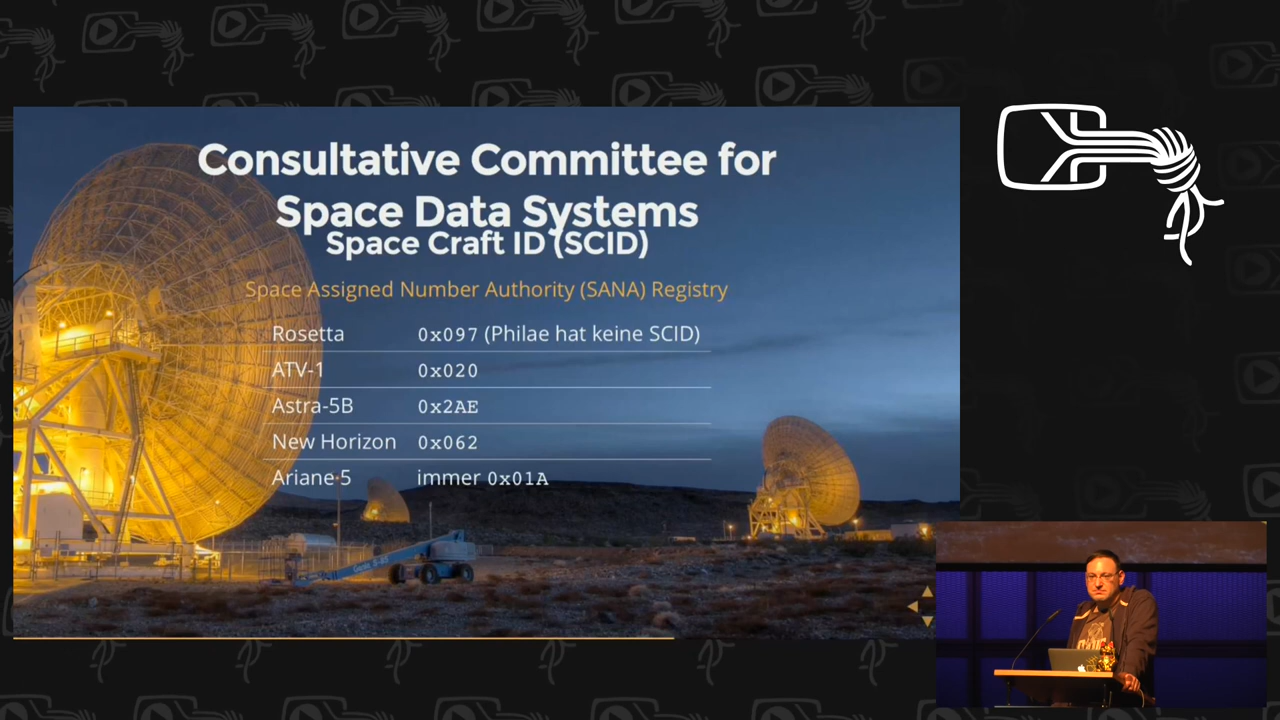 Consultative Committee for
Space Data Systems
Space Craft ID (SCID)
Space Assigned Number Authority (SANA) Registry
Rosetta 0x097 (Philae hat keine SCID)
ATV-1 0x020
Astra-5B 0x2AE
New Horizon 0x062
Ariane-5 immer 0x01A